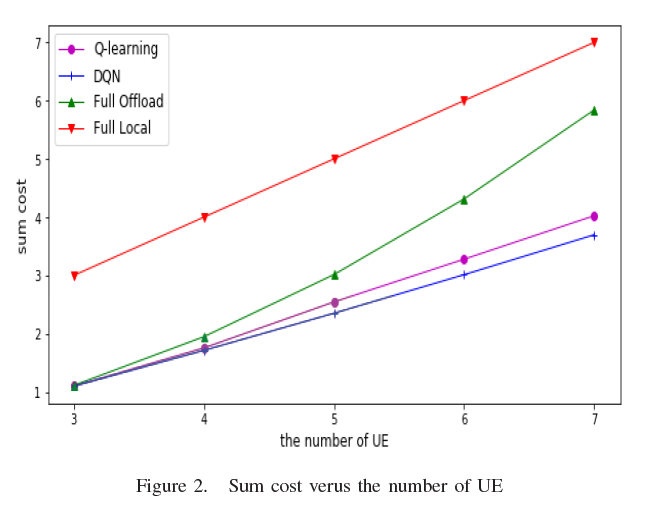 7
6
5
4
3
2
1
sum cost
Q-learning
DQN
Full Offload
Full Local
3 4 5 6 7
the number of UE
Figure 2. Sum cost verus the number of UE